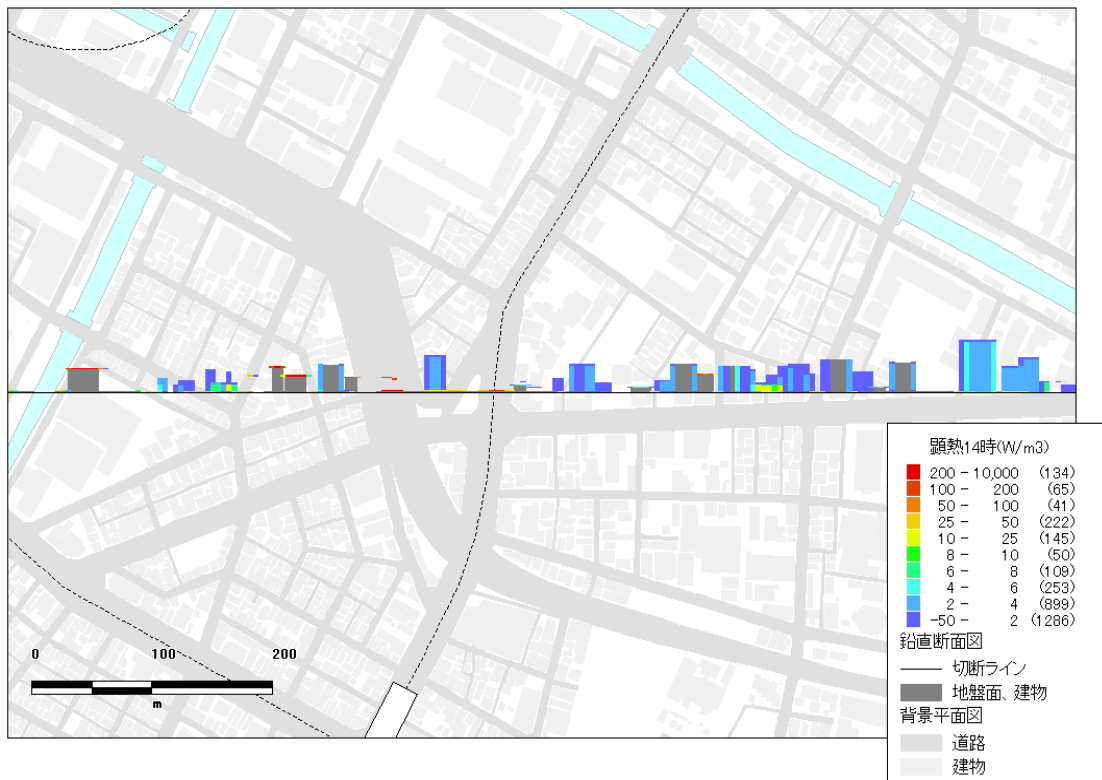 0 100 200
m
顕熱14時(W/m3)
200 - 10,000 (134)
100 - 200 (65)
50 - 100 (41)
25 - 50 (222)
10 - 25 (145)
8 - 10 (50)
6 - 8 (109)
4 - 6 (253)
2 - 4 (899)
-50 - 2 (1286)
鉛直断面図
切断ライン
地盤面、建物
背景平面図
道路
建物